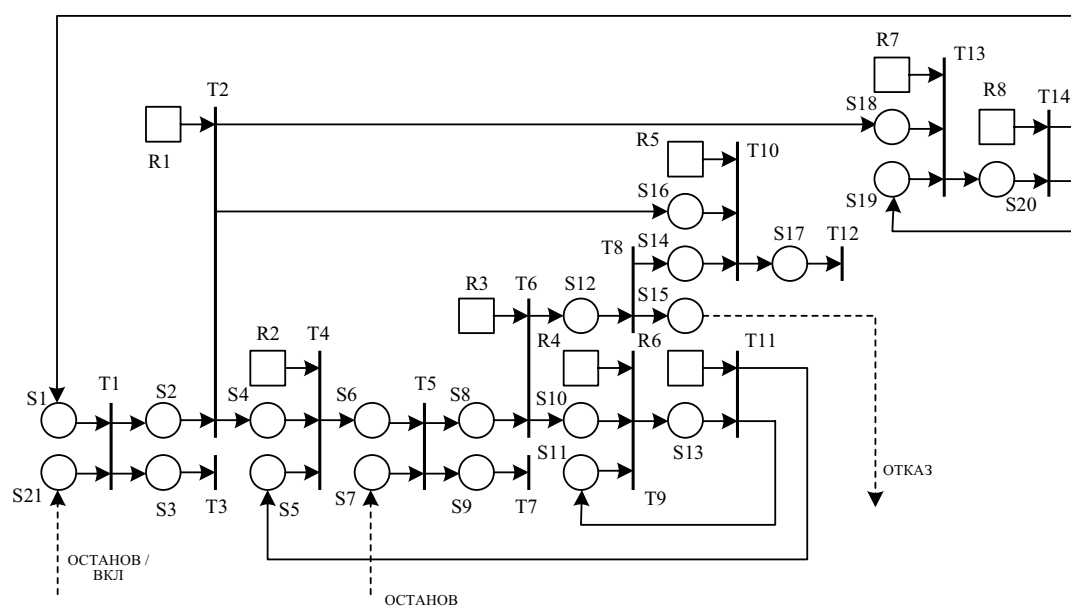 R7
T13
T2
S18
R8
T14
R1
R5
T10
S16
S19
S20
T8
S14
S17
T12
R3
T6
S12
S15
R2
T4
R4
R6
T11
S1
T1
S2
S4
S6
T5
S8
S10
S11
S13
S21
S3
T3
S5
S7
S9
T7
T9
ОТКАЗ
ОСТАНОВ /
ВКЛ
ОСТАНОВ